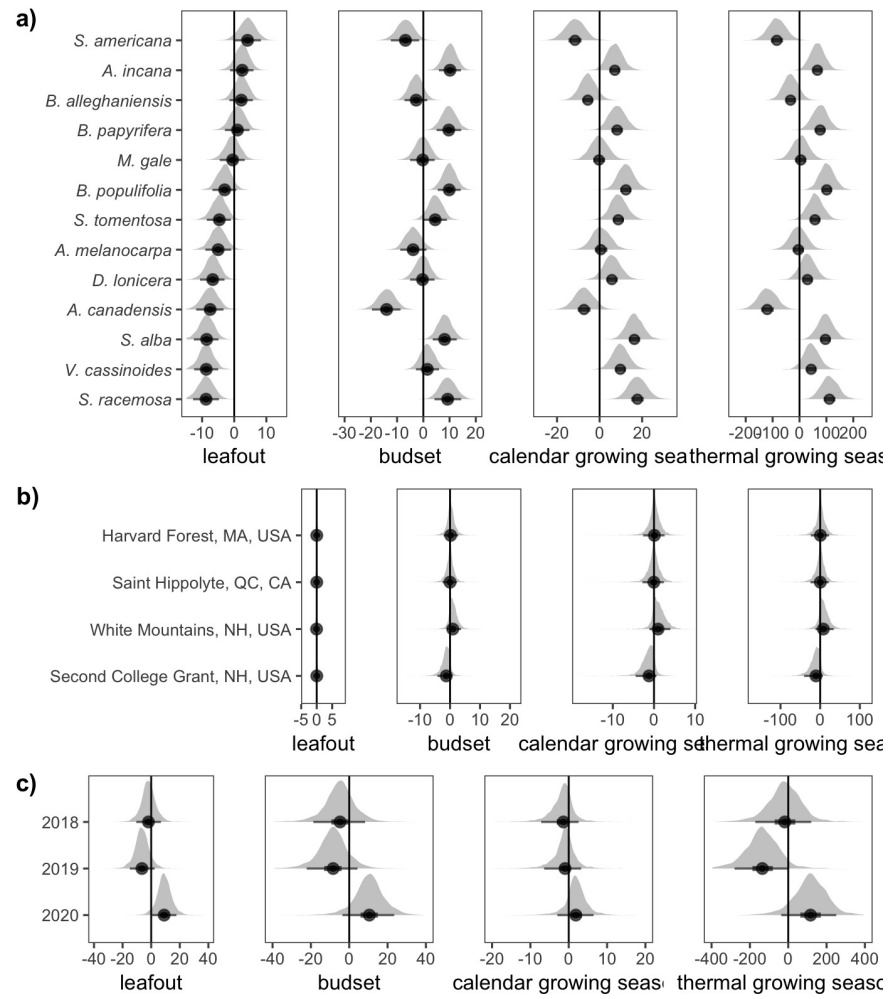 a)
S. americana
A. incana
B. alleghaniensis
B. papyrifera
M. gale
B. populifolia
S. tomentosa
A. melanocarpa
D. lonicera
A. canadensis
S. alba
V. cassinoides
S. racemosa
-10 0 10 -30 -20 -10 0 10 20 -20 0 20 -200 -100 0 100 200
leafout budset calendar growing sea thermal growing seas
b)
Harvard Forest, MA, USA
Saint Hippolyte, QC, CA
White Mountains, NH, USA
Second College Grant, NH, USA
-5 0 5 -10 0 10 20 -10 0 10 -100 0 100
leafout budset calendar growing se thermal growing sea
c)
2018
2019
2020
-40 -20 0 20 40 -40 -20 0 20 40 -20 -10 0 10 20 -400 -200 0 200 400
leafout budset calendar growing seaso thermal growing seaso